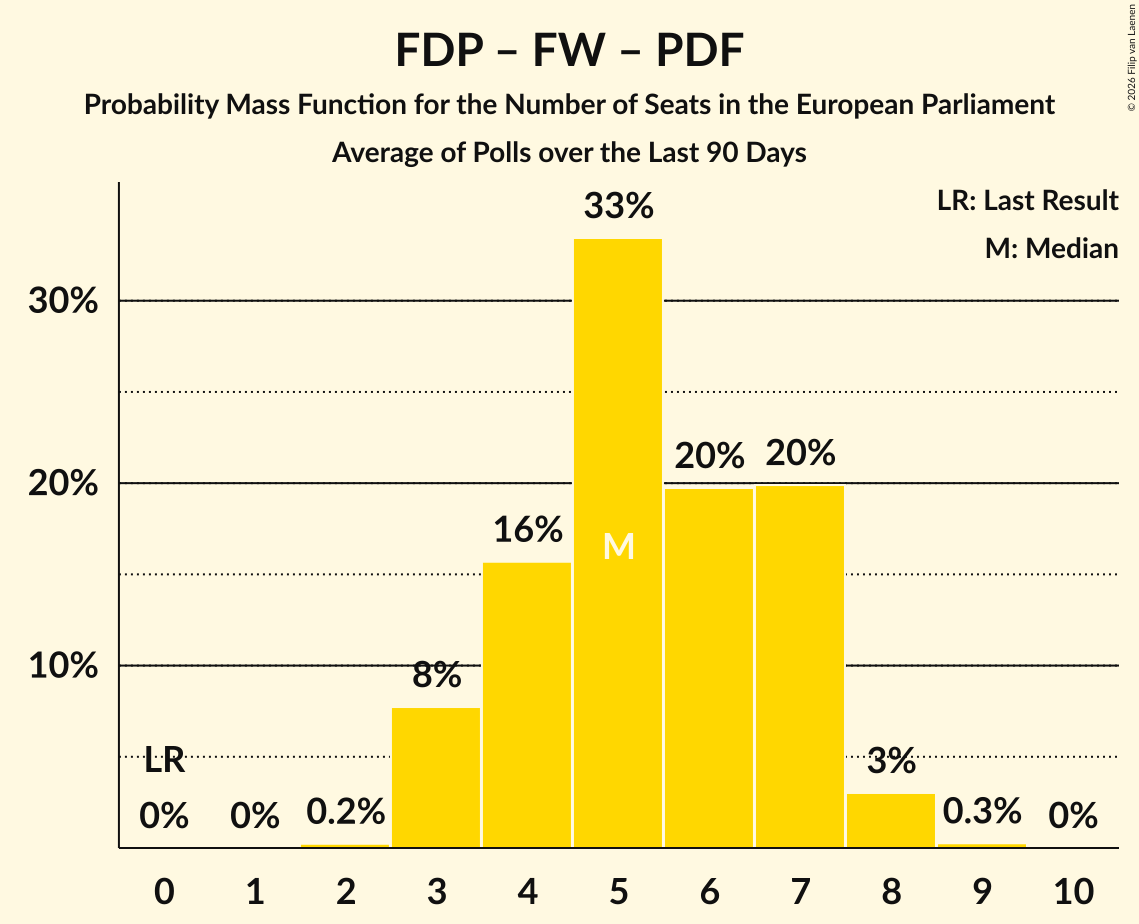 FDP – FW – PDF
Probability Mass Function for the Number of Seats in the European Parliament
Average of Polls over the Last 90 Days
© 2026 Filip van Laenen
LR: Last Result
M: Median
30%
20%
10%
LR
0%
0%
0.2%
8%
16%
33%
M
20%
20%
3%
0.3%
0%
0 1 2 3 4 5 6 7 8 9 10